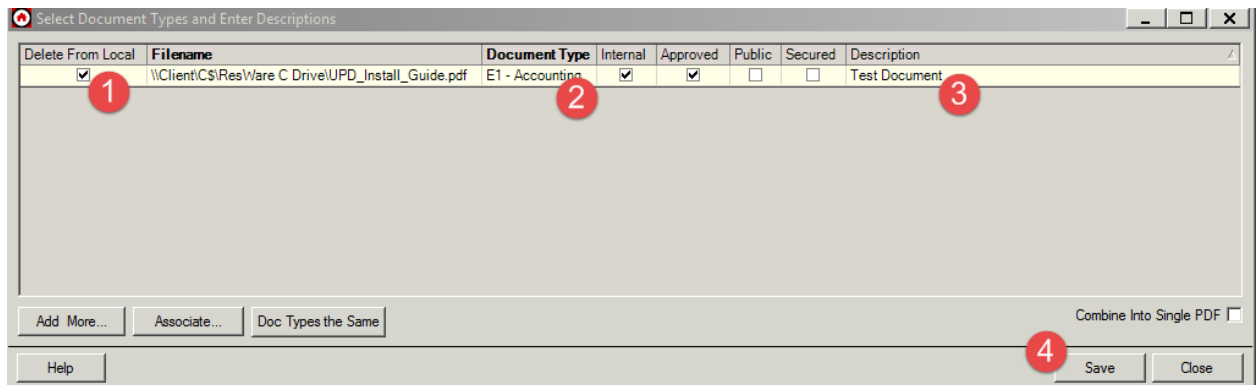 Select Document Types and Enter Descriptions
Delete From Local Filename Document Type Internal Approved Public Secured Description
\\Client\C$\ResWare C Drive\UPD_Install_Guide.pdf E1 - Accounting Test Document
1
2
3
Add More... Associate... Doc Types the Same Combine Into Single PDF
4
Help Save Close